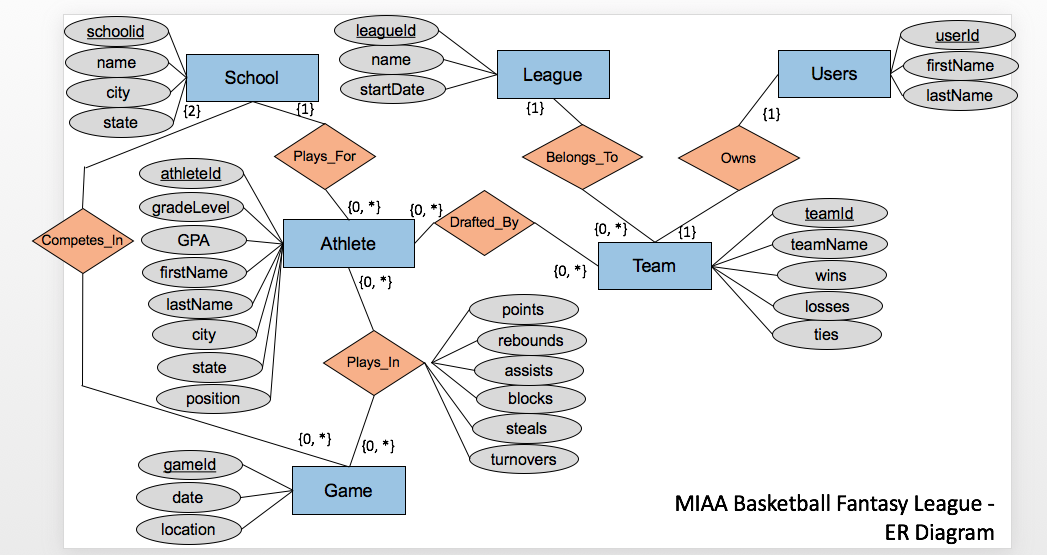 schoolid
name
city
state
School
{2}
{1}
leagueId
name
startDate
League
{1}
Users
userId
firstName
lastName
{1}
Plays_For
Belongs_To
Owns
athleteId
gradeLevel
GPA
firstName
lastName
city
state
position
{0, *}
{0, *}
Drafted_By
{0, *}
{1}
Competes_In
Athlete
{0, *}
{0, *}
Team
teamId
teamName
wins
losses
ties
Plays_In
points
rebounds
assists
blocks
steals
turnovers
{0, *}
{0, *}
gameId
date
location
Game
MIAA Basketball Fantasy League -
ER Diagram